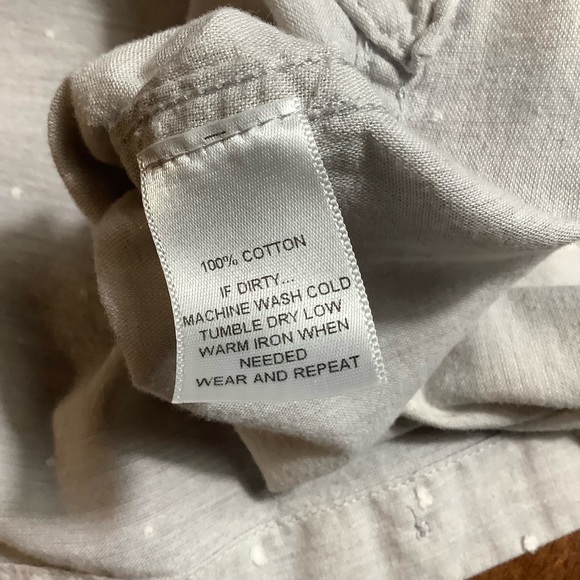 100% COTTON
IF DIRTY...
MACHINE WASH COLD
TUMBLE DRY LOW
WARM IRON WHEN
NEEDED
WEAR AND REPEAT